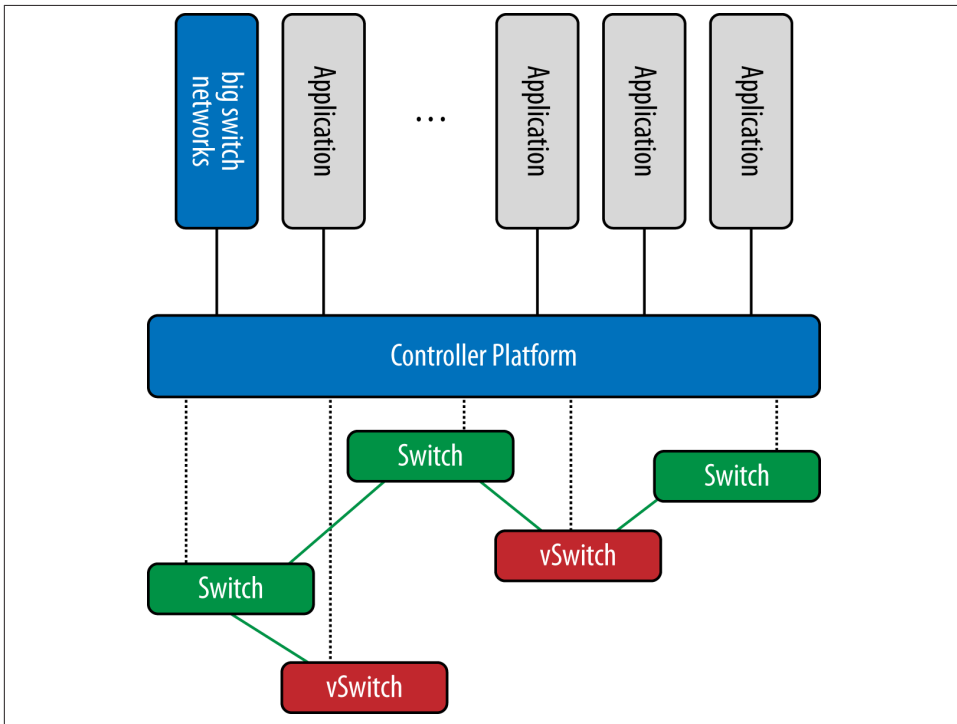 big switch
networks
Application
...
Application
Application
Application
Controller Platform
Switch
Switch
vSwitch
Switch
vSwitch